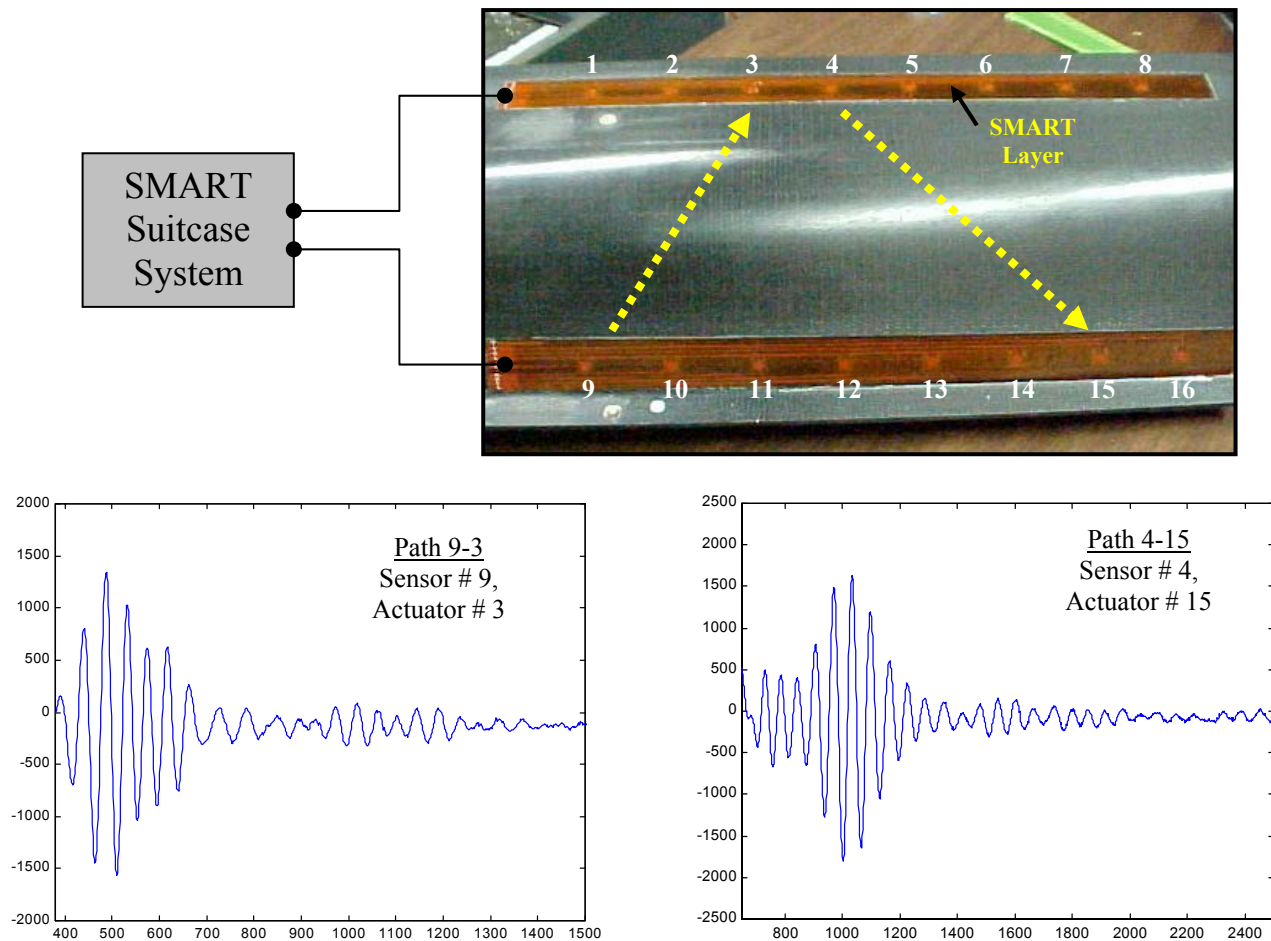 1 2 3 4 5 6 7 8
SMART
Layer
SMART
Suitcase
System
9 10 11 12 13 14 15 16
2000
1500
1000
500
0
-500
-1000
-1500
-2000
400 500 600 700 800 900 1000 1100 1200 1300 1400 1500
Path 9-3
Sensor # 9,
Actuator # 3
2500
2000
1500
1000
500
0
-500
-1000
-1500
-2000
-2500
800 1000 1200 1400 1600 1800 2000 2200 2400
Path 4-15
Sensor # 4,
Actuator # 15